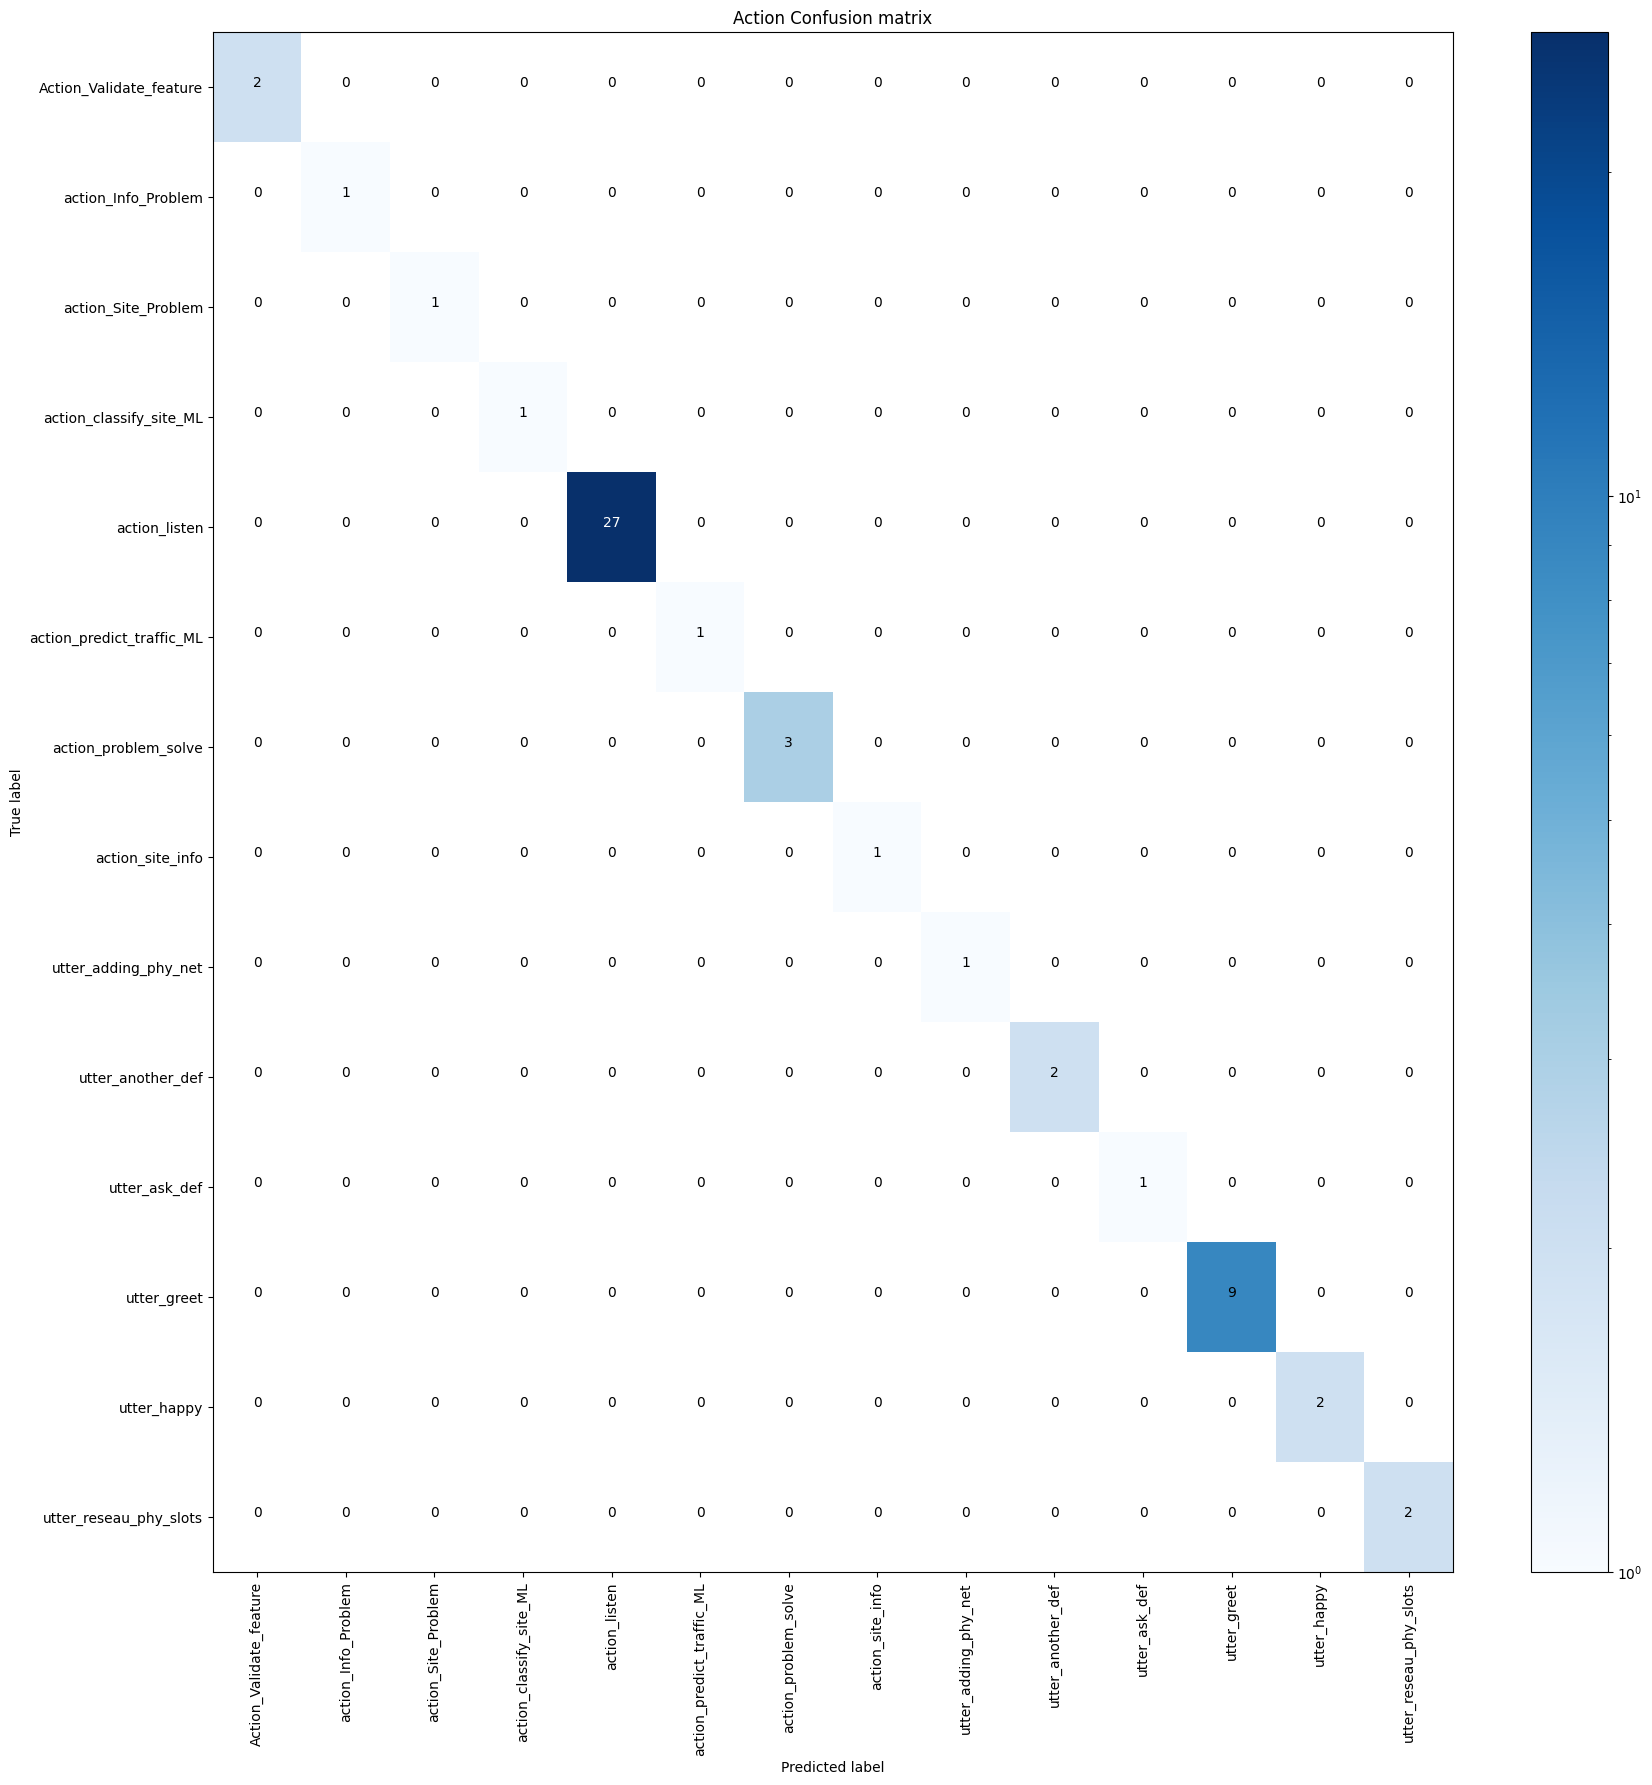 Action Confusion matrix
Action_Validate_feature 2 0 0 0 0 0 0 0 0 0 0 0 0 0
action_Info_Problem 0 1 0 0 0 0 0 0 0 0 0 0 0 0
action_Site_Problem 0 0 1 0 0 0 0 0 0 0 0 0 0 0
action_classify_site_ML 0 0 0 1 0 0 0 0 0 0 0 0 0 0
action_listen 0 0 0 0 27 0 0 0 0 0 0 0 0 0
10¹
action_predict_traffic_ML 0 0 0 0 0 1 0 0 0 0 0 0 0 0
action_problem_solve 0 0 0 0 0 0 3 0 0 0 0 0 0 0
True label
action_site_info 0 0 0 0 0 0 0 1 0 0 0 0 0 0
utter_adding_phy_net 0 0 0 0 0 0 0 0 1 0 0 0 0 0
utter_another_def 0 0 0 0 0 0 0 0 0 2 0 0 0 0
utter_ask_def 0 0 0 0 0 0 0 0 0 0 1 0 0 0
utter_greet 0 0 0 0 0 0 0 0 0 0 0 9 0 0
utter_happy 0 0 0 0 0 0 0 0 0 0 0 0 2 0
utter_reseau_phy_slots 0 0 0 0 0 0 0 0 0 0 0 0 0 2
10⁰
Action_Validate_feature
action_Info_Problem
action_Site_Problem
action_classify_site_ML
action_listen
action_predict_traffic_ML
action_problem_solve
action_site_info
utter_adding_phy_net
utter_another_def
utter_ask_def
utter_greet
utter_happy
utter_reseau_phy_slots
Predicted label